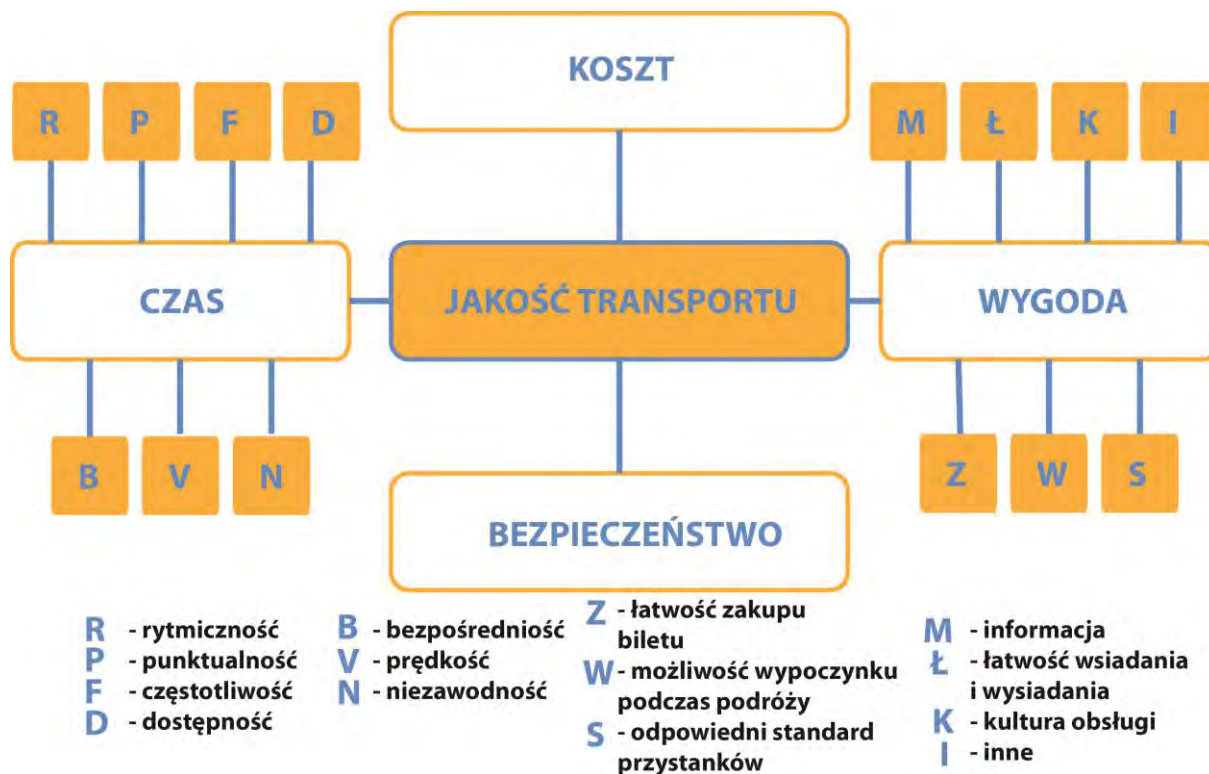 KOSZT
R P F D
M Ł K I
CZAS
JAKOŚĆ TRANSPORTU
WYGODA
B V N
Z W S
BEZPIECZEŃSTWO
R - rytmiczność
P - punktualność
F - częstotliwość
D - dostępność
B - bezpośredniość
V - prędkość
N - niezawodność
Z - łatwość zakupu
biletu
W - możliwość wypoczynku
podczas podróży
S - odpowiedni standard
przystanków
M - informacja
Ł - łatwość wsiadania
i wysiadania
K - kultura obsługi
I - inne